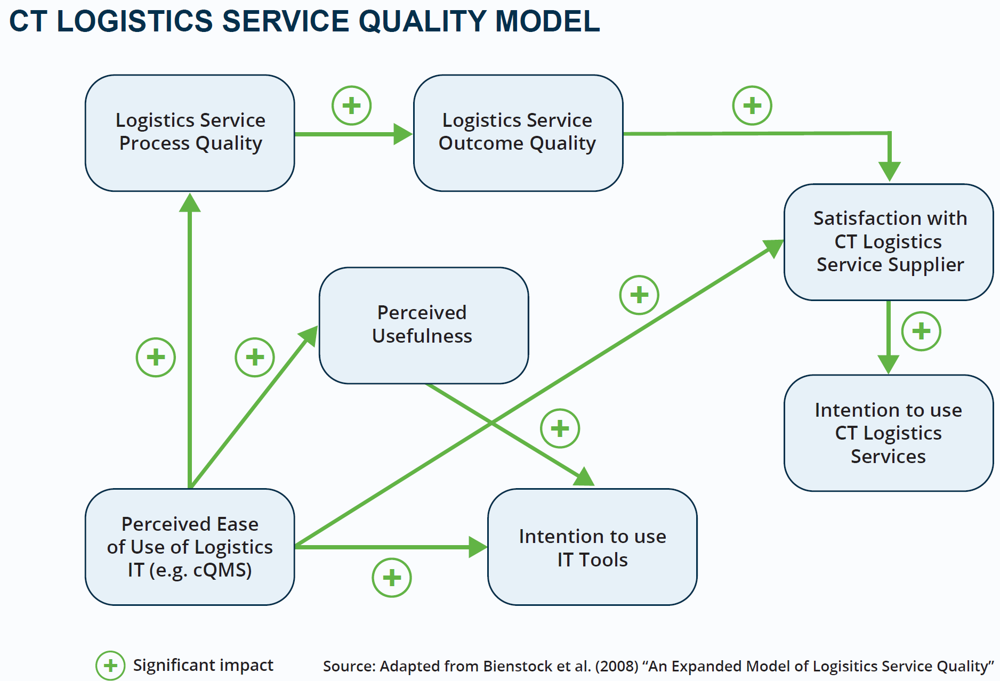 CT LOGISTICS SERVICE QUALITY MODEL
Logistics Service
Process Quality
Logistics Service
Outcome Quality
Satisfaction with
CT Logistics
Service Supplier
Perceived
Usefulness
Intention to use
CT Logistics
Services
Perceived Ease
of Use of Logistics
IT (e.g. cQMS)
Intention to use
IT Tools
Significant impact
Source: Adapted from Bienstock et al. (2008) “An Expanded Model of Logisitics Service Quality”